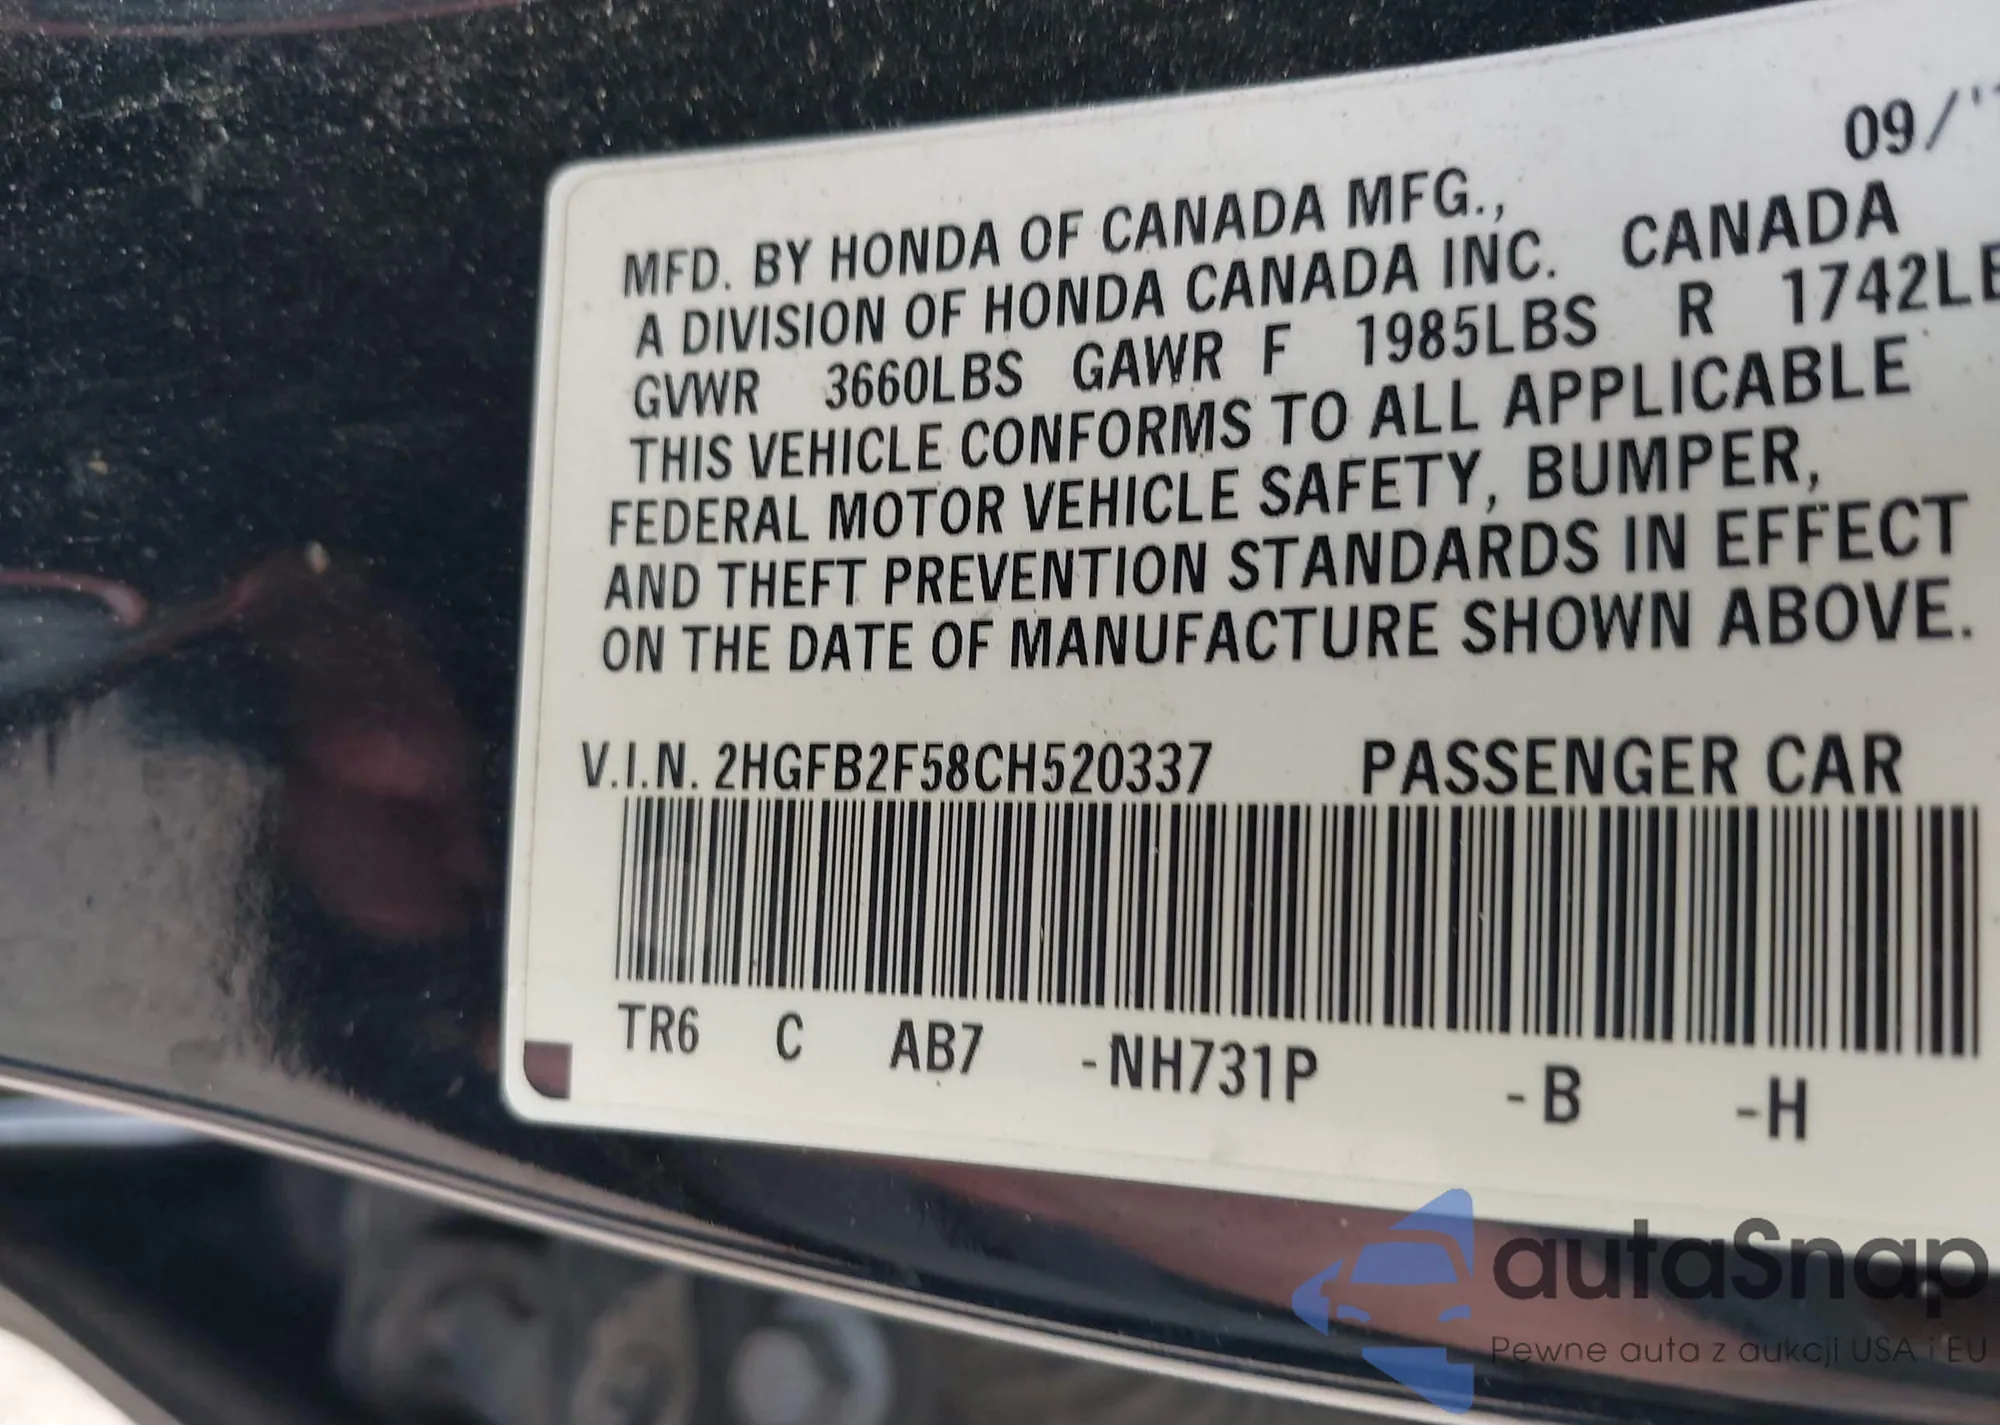 09/'
MFD. BY HONDA OF CANADA MFG.,
A DIVISION OF HONDA CANADA INC. CANADA
GVWR 3660LBS GAWR F 1985LBS R 1742LB
THIS VEHICLE CONFORMS TO ALL APPLICABLE
FEDERAL MOTOR VEHICLE SAFETY, BUMPER,
AND THEFT PREVENTION STANDARDS IN EFFECT
ON THE DATE OF MANUFACTURE SHOWN ABOVE.
V.I.N. 2HGFB2F58CH520337 PASSENGER CAR
TR6 C AB7 -NH731P -B -H
autaSnap
Pewne auta z aukcji USA i EU